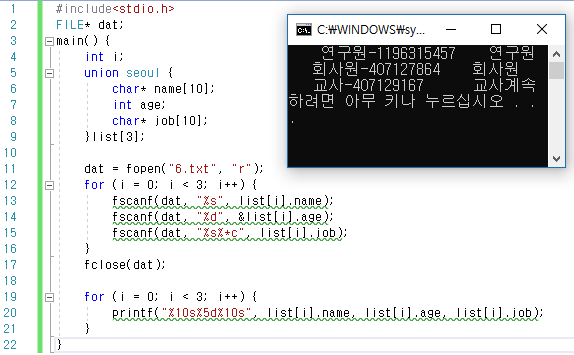 1 #include<stdio.h>
2 FILE* dat;
3 main() {
4 int i;
5 union seoul {
6 char* name[10];
7 int age;
8 char* job[10];
9 }list[3];
10
11 dat = fopen("6.txt", "r");
12 for (i = 0; i < 3; i++) {
13 fscanf(dat, "%s", list[i].name);
14 fscanf(dat, "%d", &list[i].age);
15 fscanf(dat, "%s%*c", list[i].job);
16 }
17 fclose(dat);
18
19 for (i = 0; i < 3; i++) {
20 printf("%10s%5d%10s", list[i].name, list[i].age, list[i].job);
21 }
22 }
C:₩WINDOWS₩sy...
연구원-1196315457 연구원
회사원-407127864 회사원
교사-407129167 교사계속
하려면 아무 키나 누르십시오 . .
.